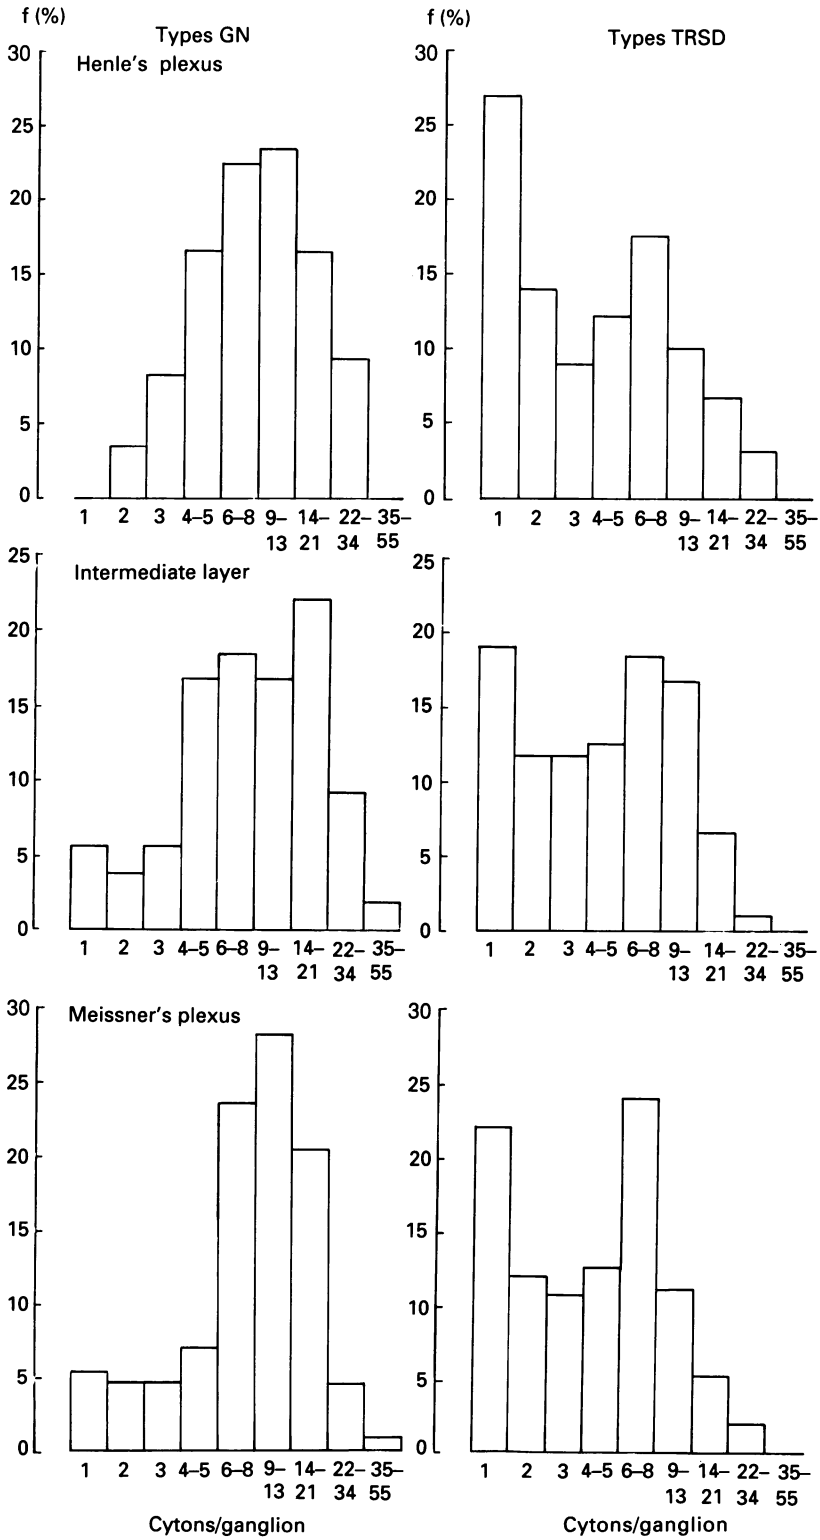 f (%)
Types GN
Henle's plexus
30
25
20
15
10
5
0
1 2 3 4–5 6–8 9– 14– 22– 35–
13 21 34 55
f (%)
Types TRSD
30
25
20
15
10
5
0
1 2 3 4–5 6–8 9– 14– 22– 35–
13 21 34 55
Intermediate layer
25
20
15
10
5
0
1 2 3 4–5 6–8 9– 14– 22– 35–
13 21 34 55
25
20
15
10
5
0
1 2 3 4–5 6–8 9– 14– 22– 35–
13 21 34 55
Meissner's plexus
30
25
20
15
10
5
0
1 2 3 4–5 6–8 9– 14– 22– 35–
13 21 34 55
Cytons/ganglion
30
25
20
15
10
5
0
1 2 3 4–5 6–8 9– 14– 22– 35–
13 21 34 55
Cytons/ganglion